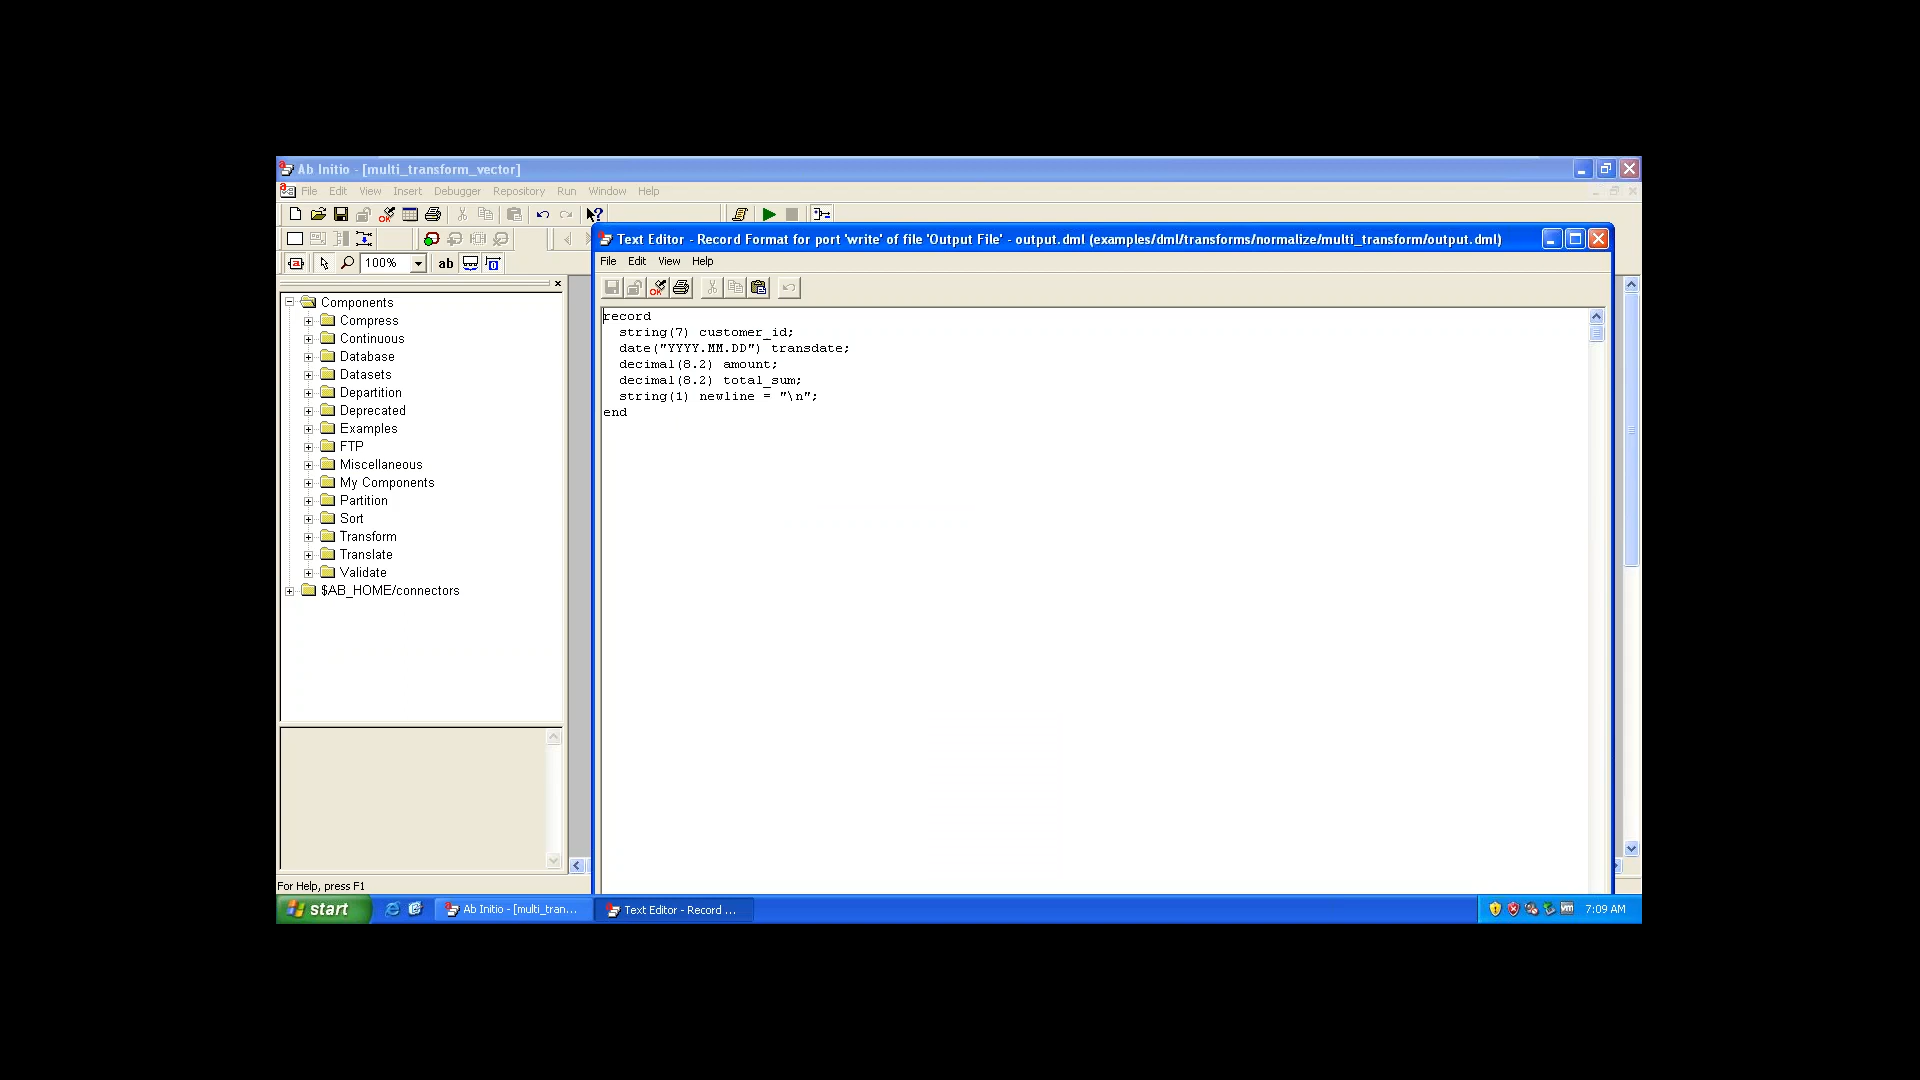 Ab Initio - [multi_transform_vector]
File Edit View Insert Debugger Repository Run Window Help
100% ab
Text Editor - Record Format for port 'write' of file 'Output File' - output.dml (examples/dml/transforms/normalize/multi_transform/output.dml)
File Edit View Help
OK
record
string(7) customer_id;
date("YYYY.MM.DD") transdate;
decimal(8.2) amount;
decimal(8.2) total_sum;
string(1) newline = "\n";
end
Components
Compress
Continuous
Database
Datasets
Departition
Deprecated
Examples
FTP
Miscellaneous
My Components
Partition
Sort
Transform
Translate
Validate
$AB_HOME/connectors
For Help, press F1
start
Ab Initio - [multi_tran...
Text Editor - Record ...
7:09 AM